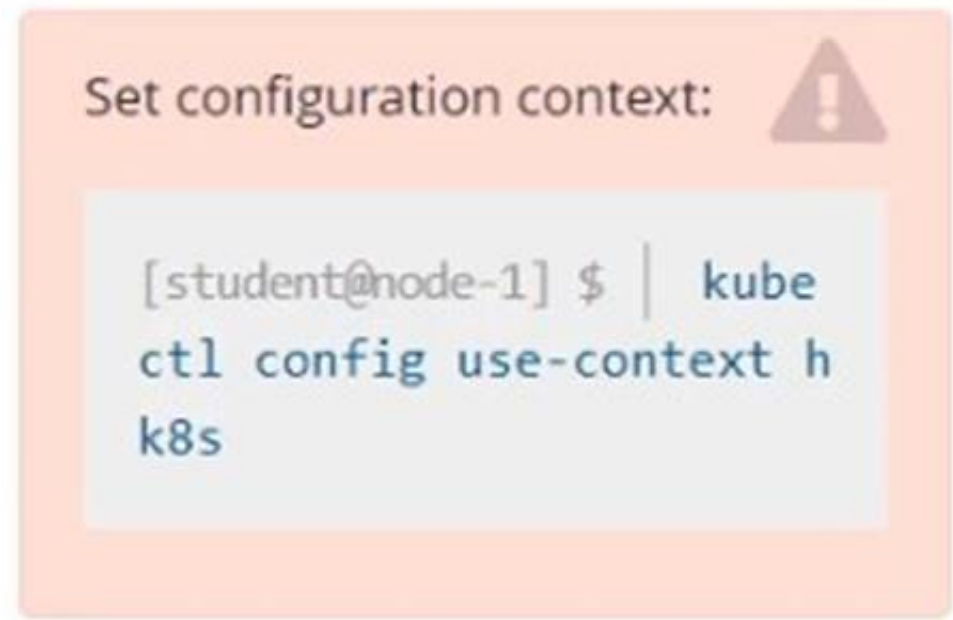 Set configuration context:
[student@node-1] $ | kube
ctl config use-context h
k8s